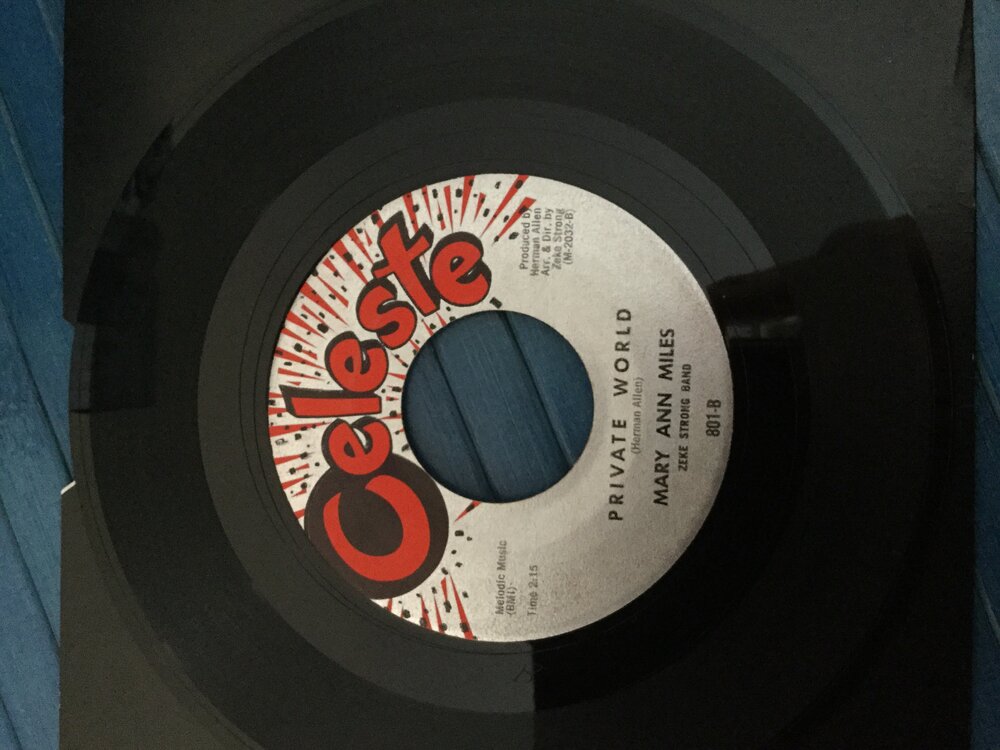 Celeste
Melodic Music
(BMI)
Time 2:15
Produced by
Herman Allen
Arr. & Dir. by
Zeke Strong
(M-2032-B)
PRIVATE WORLD
(Herman Allen)
MARY ANN MILES
ZEKE STRONG BAND
801-B